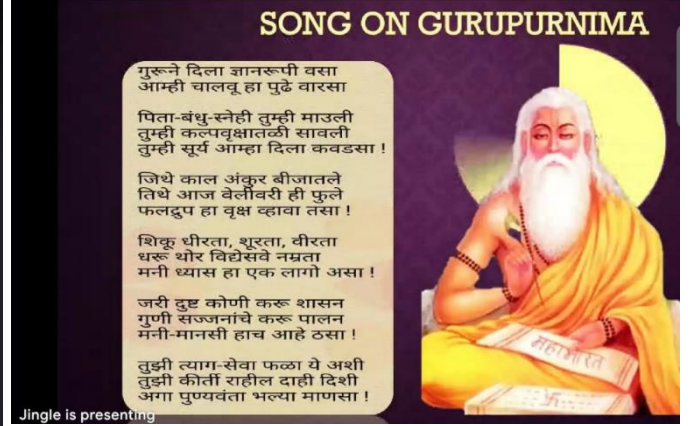 SONG ON GURUPURNIMA
गुरूने दिला ज्ञानरूपी वसा
आम्ही चालवू हा पुढे वारसा
पिता-बंधु-स्नेही तुम्ही माउली
तुम्ही कल्पवृक्षातळी सावली
तुम्ही सूर्य आम्हा दिला कवडसा !
जिथे काल अंकुर बीजातले
तिथे आज वेलीवरी ही फुले
फलद्रुप हा वृक्ष व्हावा तसा !
शिकू धीरता, शूरता, वीरता
धरू थोर विद्येसवे नम्रता
मनी ध्यास हा एक लागो असा !
जरी दुष्ट कोणी करू शासन
गुणी सज्जनांचे करू पालन
मनी-मानसी हाच आहे ठसा !
तुझी त्याग-सेवा फळा ये अशी
तुझी कीर्ती राहील दाही दिशी
अगा पुण्यवंता भल्या माणसा !
महाभारत
Jingle is presenting